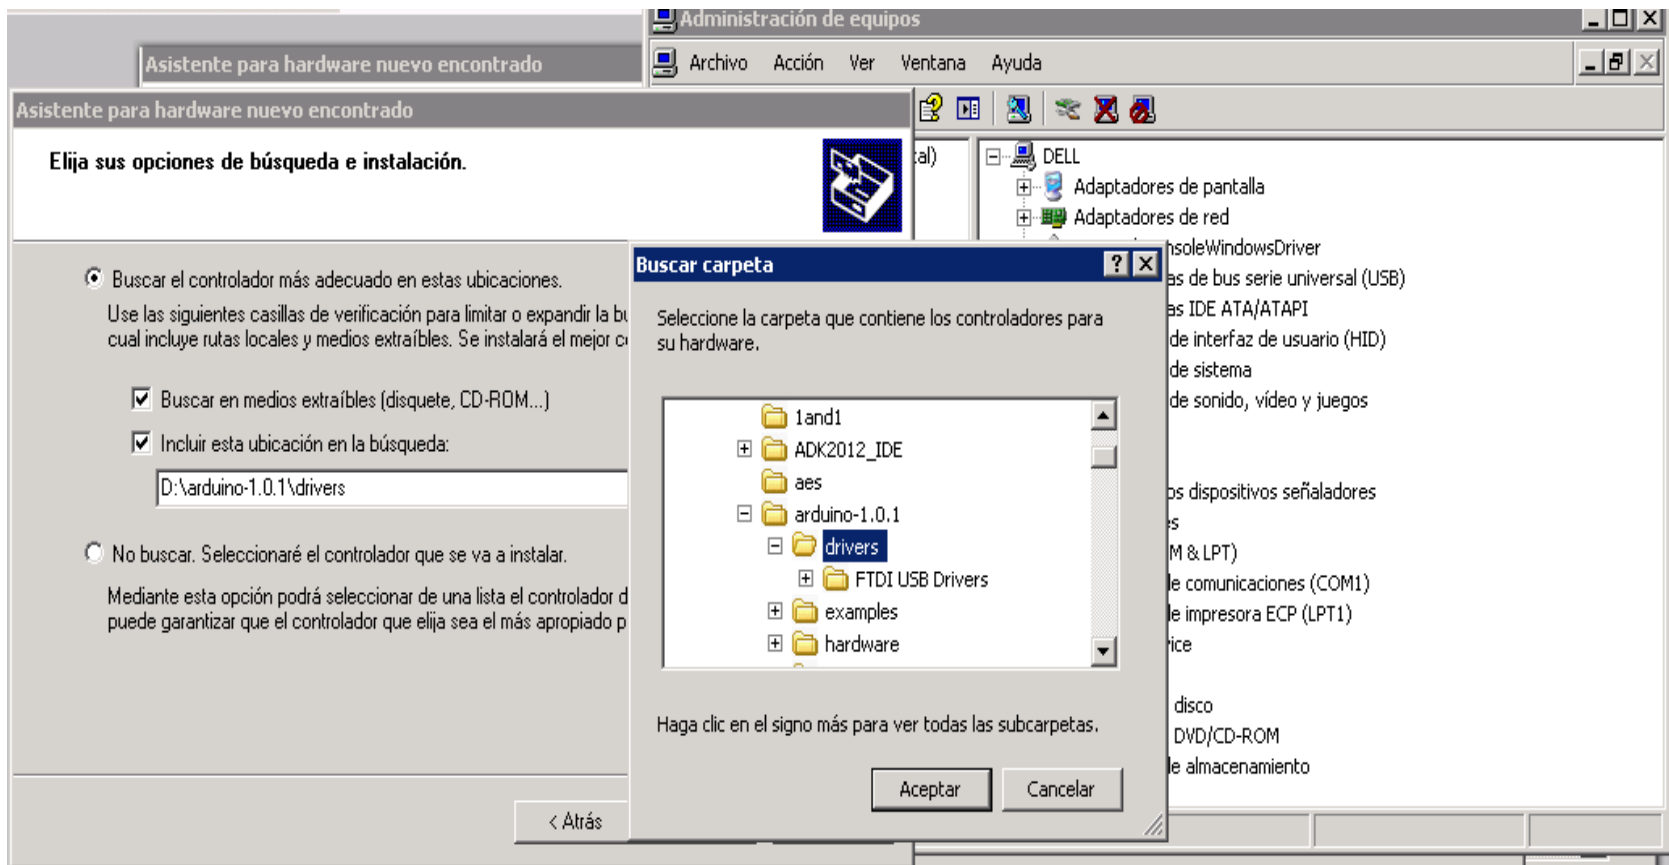 Administración de equipos
Asistente para hardware nuevo encontrado
Archivo Acción Ver Ventana Ayuda
Asistente para hardware nuevo encontrado
Elija sus opciones de búsqueda e instalación.
Buscar el controlador más adecuado en estas ubicaciones.
Use las siguientes casillas de verificación para limitar o expandir la
cual incluye rutas locales y medios extraíbles. Se instalará el mejor
Buscar en medios extraíbles (disquete, CD-ROM...)
Incluir esta ubicación en la búsqueda:
D:\arduino-1.0.1\drivers
No buscar. Seleccionaré el controlador que se va a instalar.
Mediante esta opción podrá seleccionar de una lista el controlador
puede garantizar que el controlador que elija sea el más apropiado
< Atrás
Buscar carpeta
Seleccione la carpeta que contiene los controladores para
su hardware.
1and1
ADK2012_IDE
aes
arduino-1.0.1
drivers
FTDI USB Drivers
examples
hardware
Haga clic en el signo más para ver todas las subcarpetas.
Aceptar Cancelar
al)
DELL
Adaptadores de pantalla
Adaptadores de red
nsoleWindowsDriver
as de bus serie universal (USB)
as IDE ATA/ATAPI
de interfaz de usuario (HID)
de sistema
de sonido, vídeo y juegos
os dispositivos señaladores
es
M & LPT)
de comunicaciones (COM1)
de impresora ECP (LPT1)
vice
disco
DVD/CD-ROM
de almacenamiento